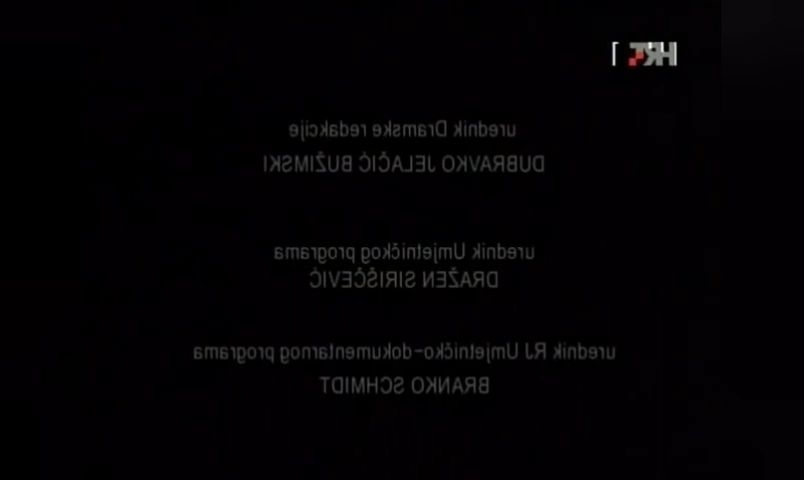 HRT 1
urednik Dramske redakcije
DUBRAVKO JELAČIĆ BUŽIMSKI
urednik Umjetničkog programa
DRAŽEN SIRIŠČEVIĆ
urednik RJ Umjetničko-dokumentarnog programa
BRANKO SCHMIDT